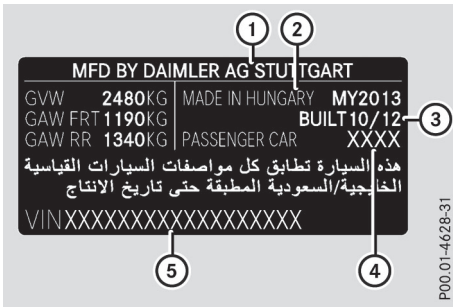 1 2
MFD BY DAIMLER AG STUTTGART
GVW 2480KG MADE IN HUNGARY MY2013
GAW FRT 1190KG BUILT 10/12 3
GAW RR 1340KG PASSENGER CAR XXXX
هذه السيارة تطابق كل مواصفات السيارات القياسية
الخليجية/السعودية المطبقة حتى تاريخ الانتاج
VIN XXXXXXXXXXXXXXXXX
5 4
P00.01-4628-31